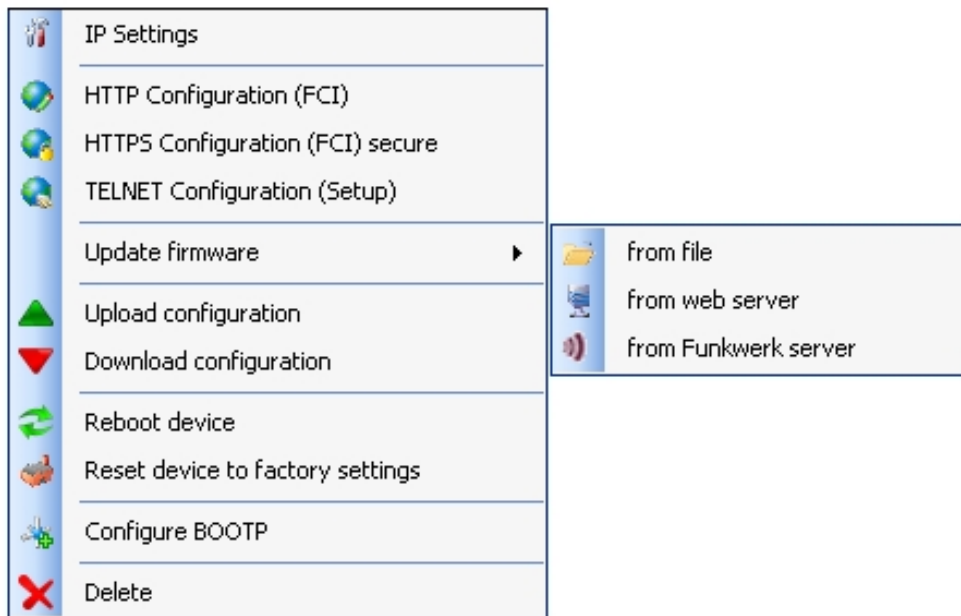 IP Settings
HTTP Configuration (FCI)
HTTPS Configuration (FCI) secure
TELNET Configuration (Setup)
Update firmware
from file
from web server
from Funkwerk server
Upload configuration
Download configuration
Reboot device
Reset device to factory settings
Configure BOOTP
Delete